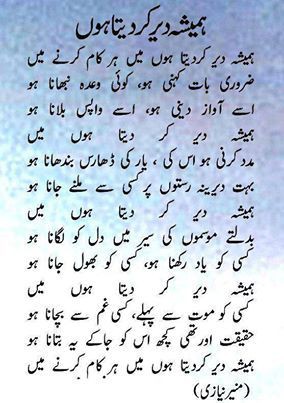 ہمیشہ دیر کر دیتا ہوں
ہمیشہ دیر کر دیتا ہوں میں ہر کام کرنے میں
ضروری بات کہنی ہو، کوئی وعدہ نبھانا ہو
اسے آواز دینی ہو، اسے واپس بلانا ہو
ہمیشہ دیر کر دیتا ہوں میں
مدد کرنی ہو اس کی ، یار کی ڈھارس بندھانا ہو
بہت دیرینہ رستوں پر کسی سے ملنے جانا ہو
ہمیشہ دیر کر دیتا ہوں میں
بدلتے موسموں کی سیر میں دل کو لگانا ہو
کسی کو یاد رکھنا ہو، کسی کو بھول جانا ہو
ہمیشہ دیر کر دیتا ہوں میں
کسی کو موت سے پہلے، کسی غم سے بچانا ہو
حقیقت اور تھی کچھ اس کو جا کے یہ بتانا ہو
ہمیشہ دیر کر دیتا ہوں میں ہر کام کرنے میں
(منیر نیازی)